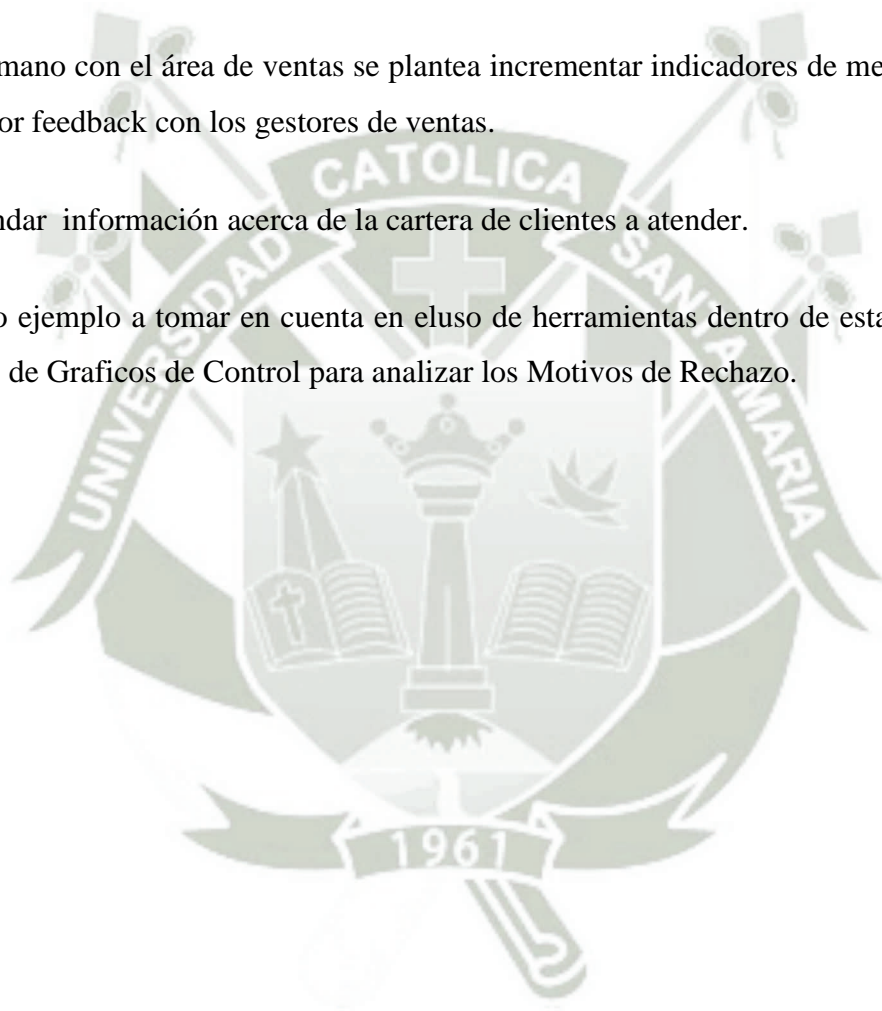 mano con el área de ventas se plantea incrementar indicadores de me
or feedback con los gestores de ventas.
ndar información acerca de la cartera de clientes a atender.
o ejemplo a tomar en cuenta en eluso de herramientas dentro de esta
de Graficos de Control para analizar los Motivos de Rechazo.
UNIVERSIDAD CATOLICA SANTA MARIA
1961